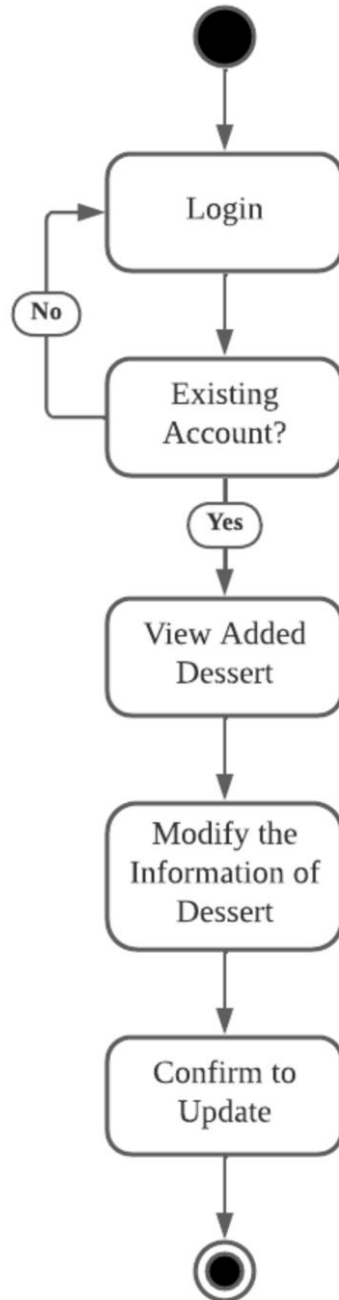 Login
No
Existing
Account?
Yes
View Added
Dessert
Modify the
Information of
Dessert
Confirm to
Update